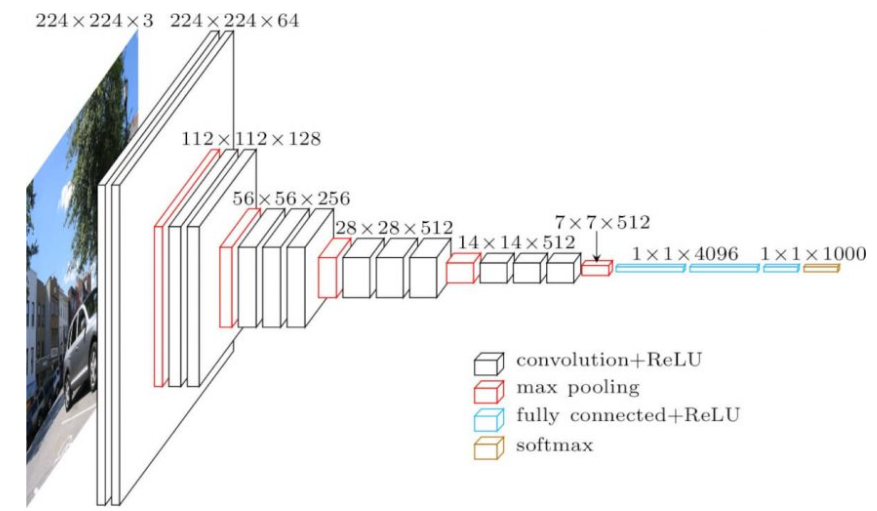 224×224×3
224×224×64
112×112×128
56×56×256
28×28×512
14×14×512
7×7×512
1×1×4096
1×1×1000
convolution+ReLU
max pooling
fully connected+ReLU
softmax